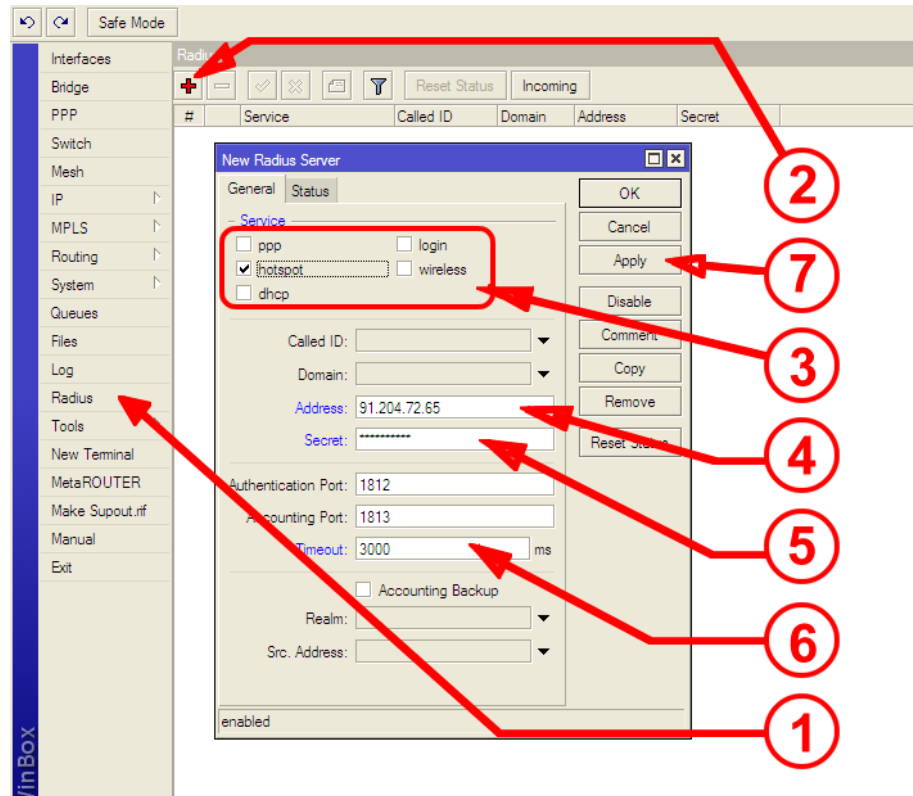 Safe Mode
Interfaces
Bridge
PPP
Switch
Mesh
IP
MPLS
Routing
System
Queues
Files
Log
Radius
Tools
New Terminal
MetaROUTER
Make Supout.rif
Manual
Exit
WinBox
Reset Status Incoming
# Service Called ID Domain Address Secret
New Radius Server
General Status
Service
ppp login
hotspot wireless
dhcp
Called ID:
Domain:
Address: 91.204.72.65
Secret: **********
Authentication Port: 1812
Accounting Port: 1813
Timeout: 3000 ms
Accounting Backup
Realm:
Src. Address:
enabled
OK
Cancel
Apply
Disable
Comment
Copy
Remove
Reset Status
2
7
3
4
5
6
1